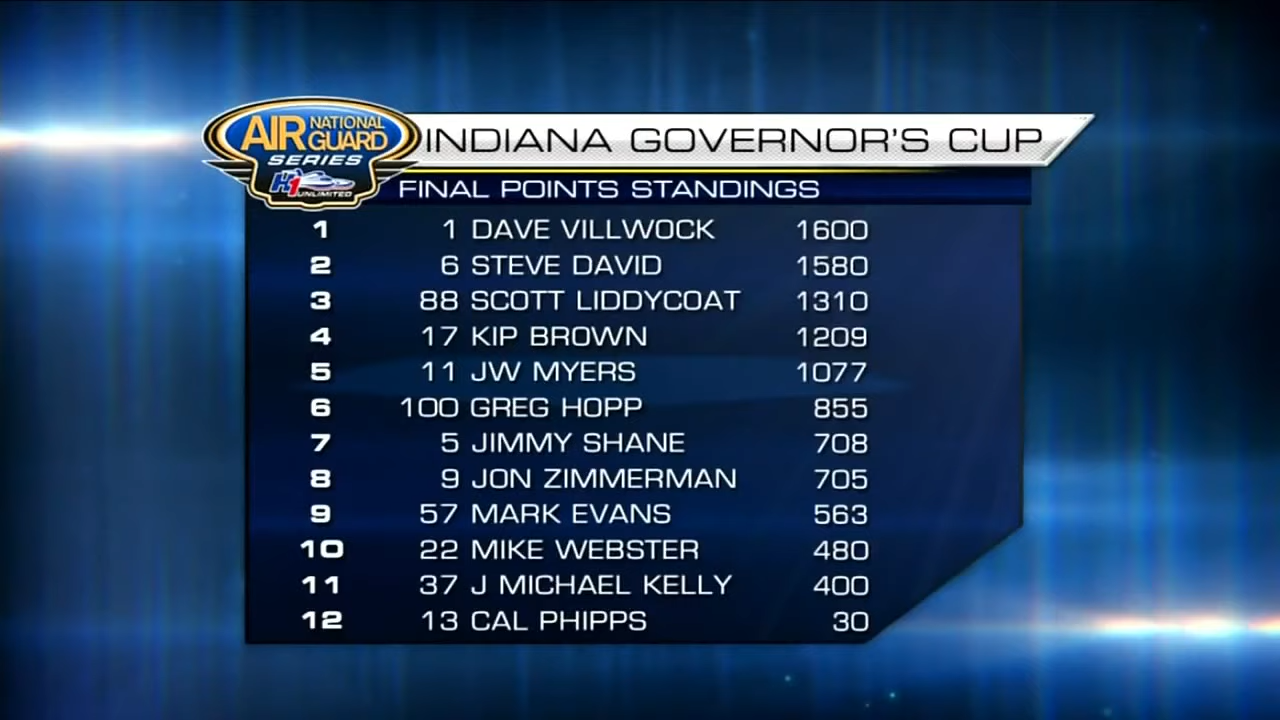 AIR NATIONAL GUARD
SERIES
H1 UNLIMITED
INDIANA GOVERNOR'S CUP
FINAL POINTS STANDINGS
1 1 DAVE VILLWOCK 1600
2 6 STEVE DAVID 1580
3 88 SCOTT LIDDYCOAT 1310
4 17 KIP BROWN 1209
5 11 JW MYERS 1077
6 100 GREG HOPP 855
7 5 JIMMY SHANE 708
8 9 JON ZIMMERMAN 705
9 57 MARK EVANS 563
10 22 MIKE WEBSTER 480
11 37 J MICHAEL KELLY 400
12 13 CAL PHIPPS 30